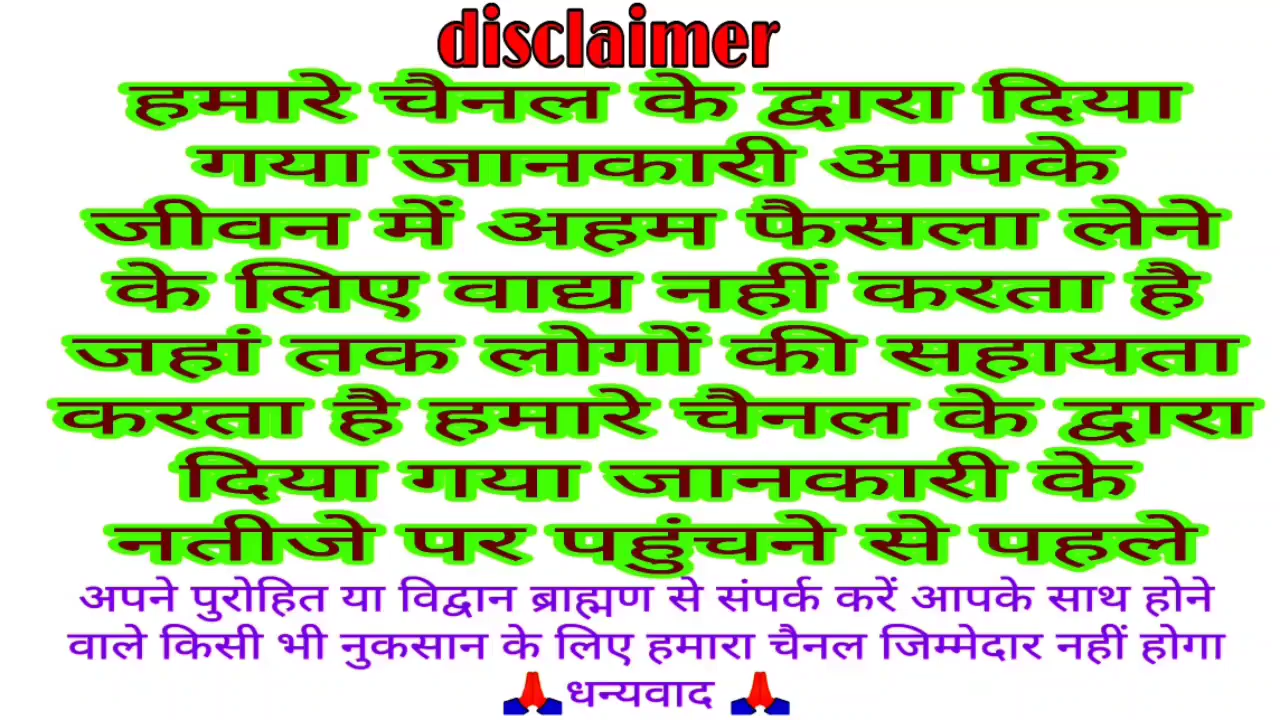 disclaimer
हमारे चैनल के द्वारा दिया
गया जानकारी आपके
जीवन में अहम फैसला लेने
के लिए वाद्य नहीं करता है
जहां तक लोगों की सहायता
करता है हमारे चैनल के द्वारा
दिया गया जानकारी के
नतीजे पर पहुंचने से पहले
अपने पुरोहित या विद्वान ब्राह्मण से संपर्क करें आपके साथ होने
वाले किसी भी नुकसान के लिए हमारा चैनल जिम्मेदार नहीं होगा
🙏धन्यवाद 🙏